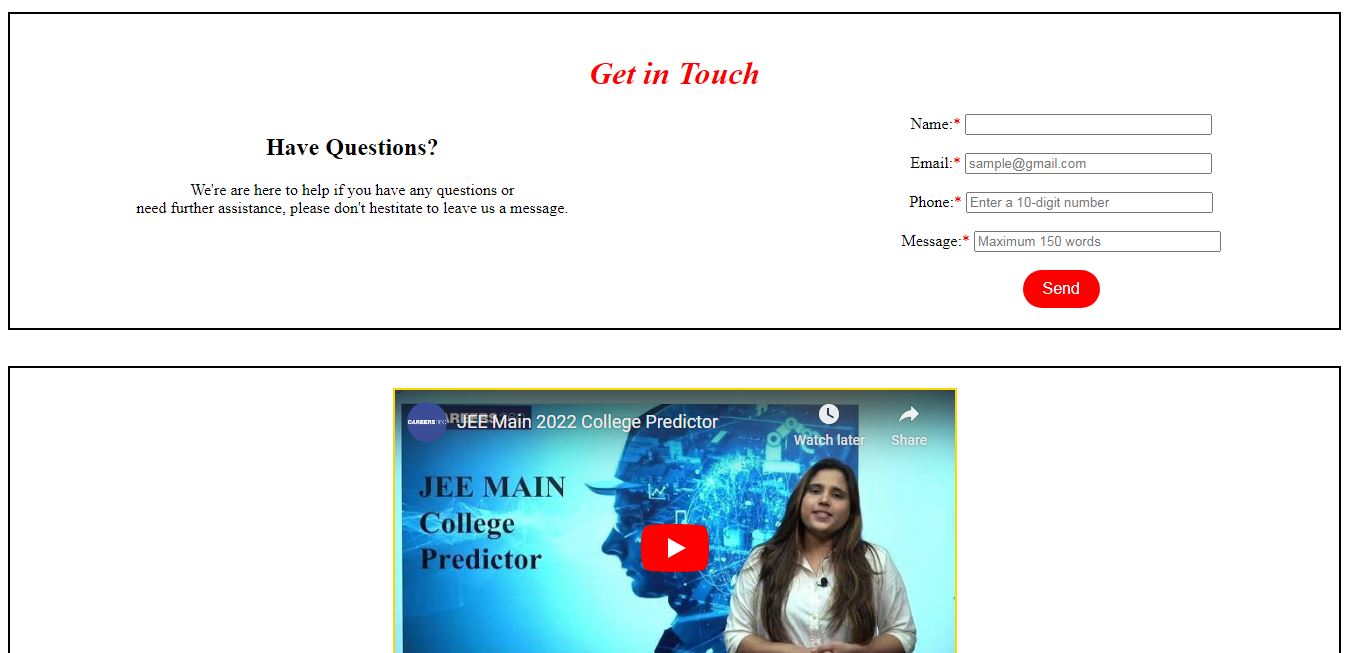 Get in Touch
Have Questions?
We're are here to help if you have any questions or
need further assistance, please don't hestitate to leave us a message.
Name:*
Email:* sample@gmail.com
Phone:* Enter a 10-digit number
Message:* Maximum 150 words
Send
CAREERS360
JEE Main 2022 College Predictor
Watch later
Share
JEE MAIN
College
Predictor